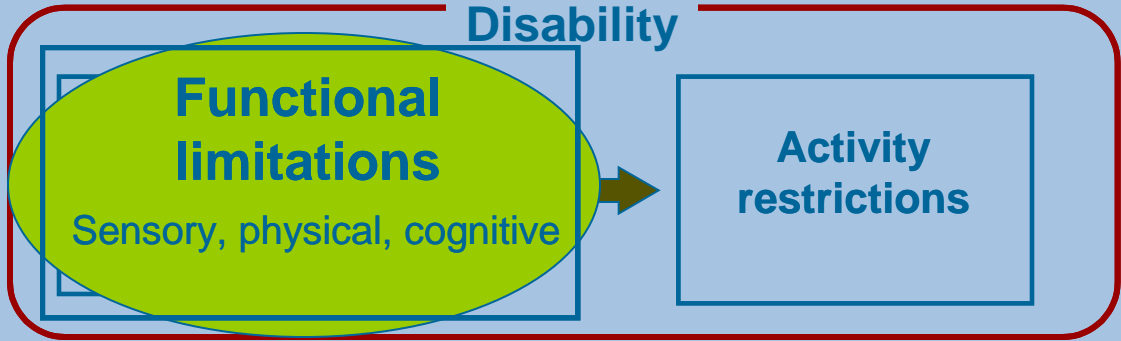 Disability
Functional
limitations
Sensory, physical, cognitive
Activity
restrictions